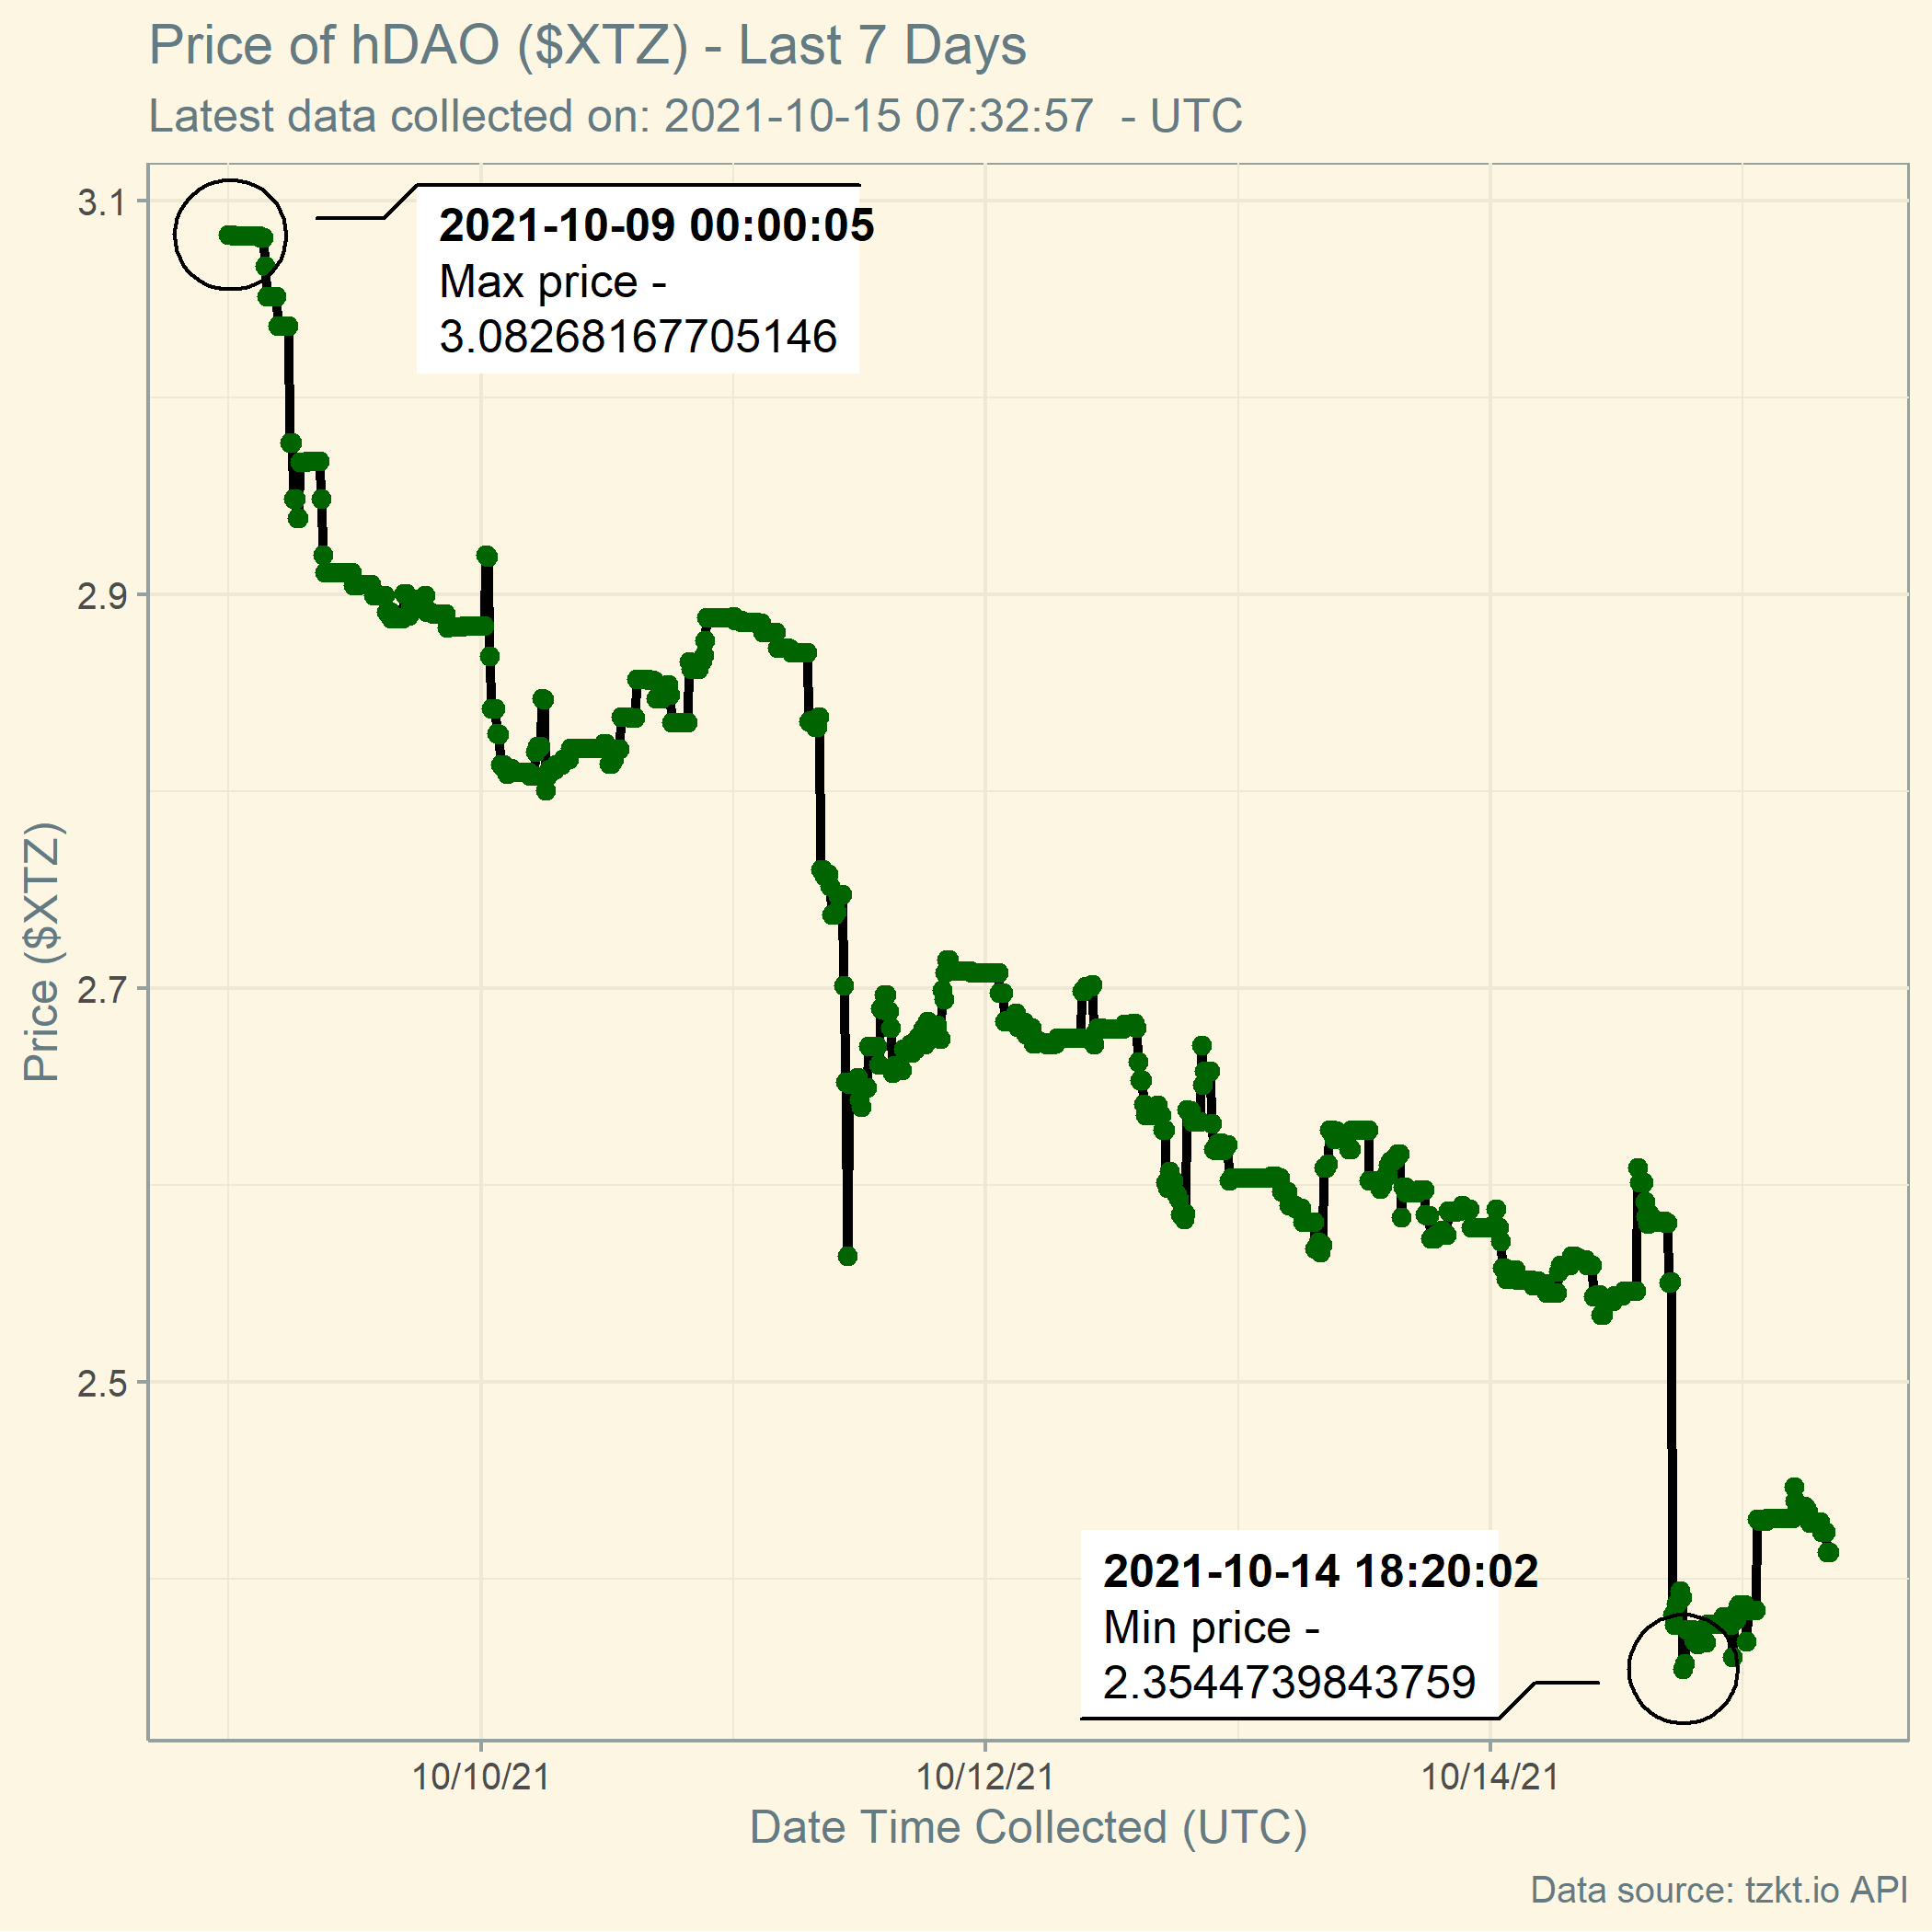 Price of hDAO ($XTZ) - Last 7 Days
Latest data collected on: 2021-10-15 07:32:57  - UTC
3.1
2021-10-09 00:00:05
Max price -
3.08268167705146
2.9
Price ($XTZ)
2.7
2.5
2021-10-14 18:20:02
Min price -
2.3544739843759
10/10/21
10/12/21
10/14/21
Date Time Collected (UTC)
Data source: tzkt.io API